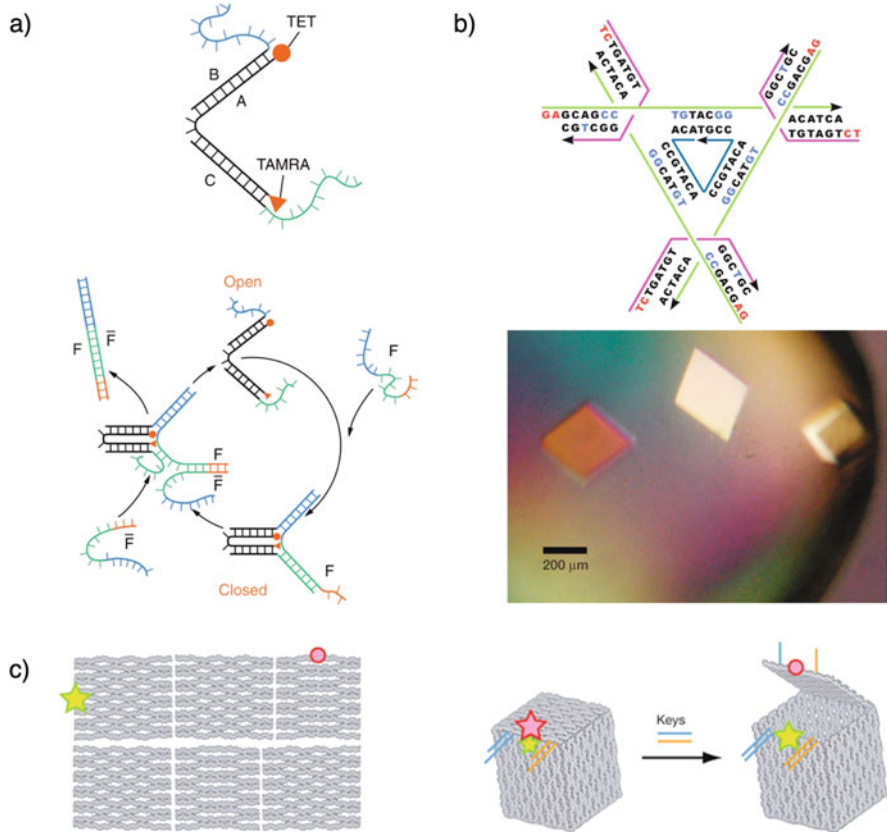 a)
TET
B
A
C
TAMRA
Open
F
F̅
F
F
F̅
F̅
F
Closed
b)
TCTGATGT
ACTACA
GGCTGC
CCGACGAG
GAGCAGCC
CGTCGG
TGTACGG
ACATGCC
ACATCA
TGTAGTCT
CCGTACA
GGCATGT
CCGTACA
GGCATGT
TCTGATGT
ACTACA
GGCTGC
CCGACGAG
200 µm
c)
Keys